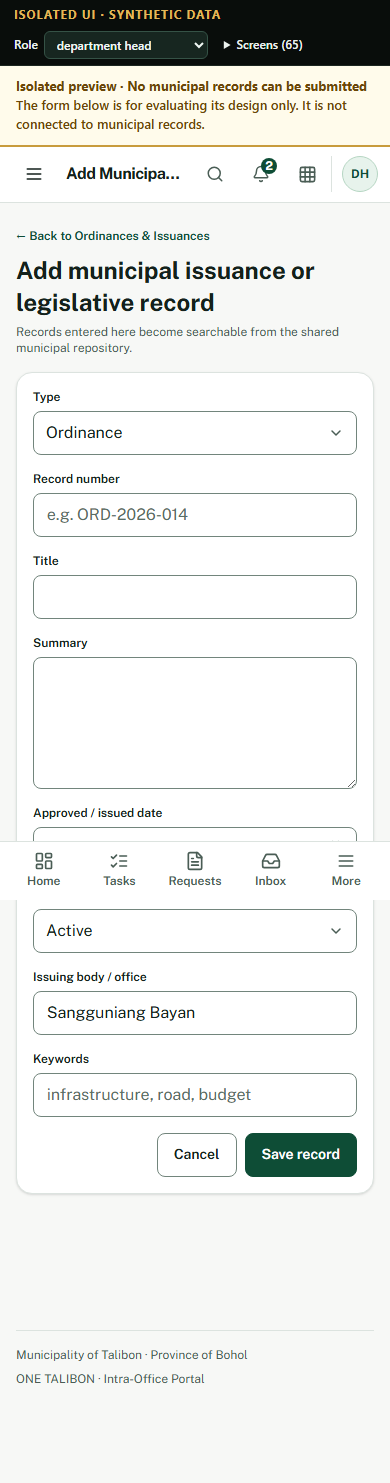 ISOLATED UI · SYNTHETIC DATA
Role department head ▶ Screens (65)
Isolated preview · No municipal records can be submitted
The form below is for evaluating its design only. It is not
connected to municipal records.
Add Municipa... 2 DH
← Back to Ordinances & Issuances
Add municipal issuance or
legislative record
Records entered here become searchable from the shared
municipal repository.
Type
Ordinance
Record number
e.g. ORD-2026-014
Title
Summary
Approved / issued date
Home Tasks Requests Inbox More
Active
Issuing body / office
Sangguniang Bayan
Keywords
infrastructure, road, budget
Cancel Save record
Municipality of Talibon · Province of Bohol
ONE TALIBON · Intra-Office Portal